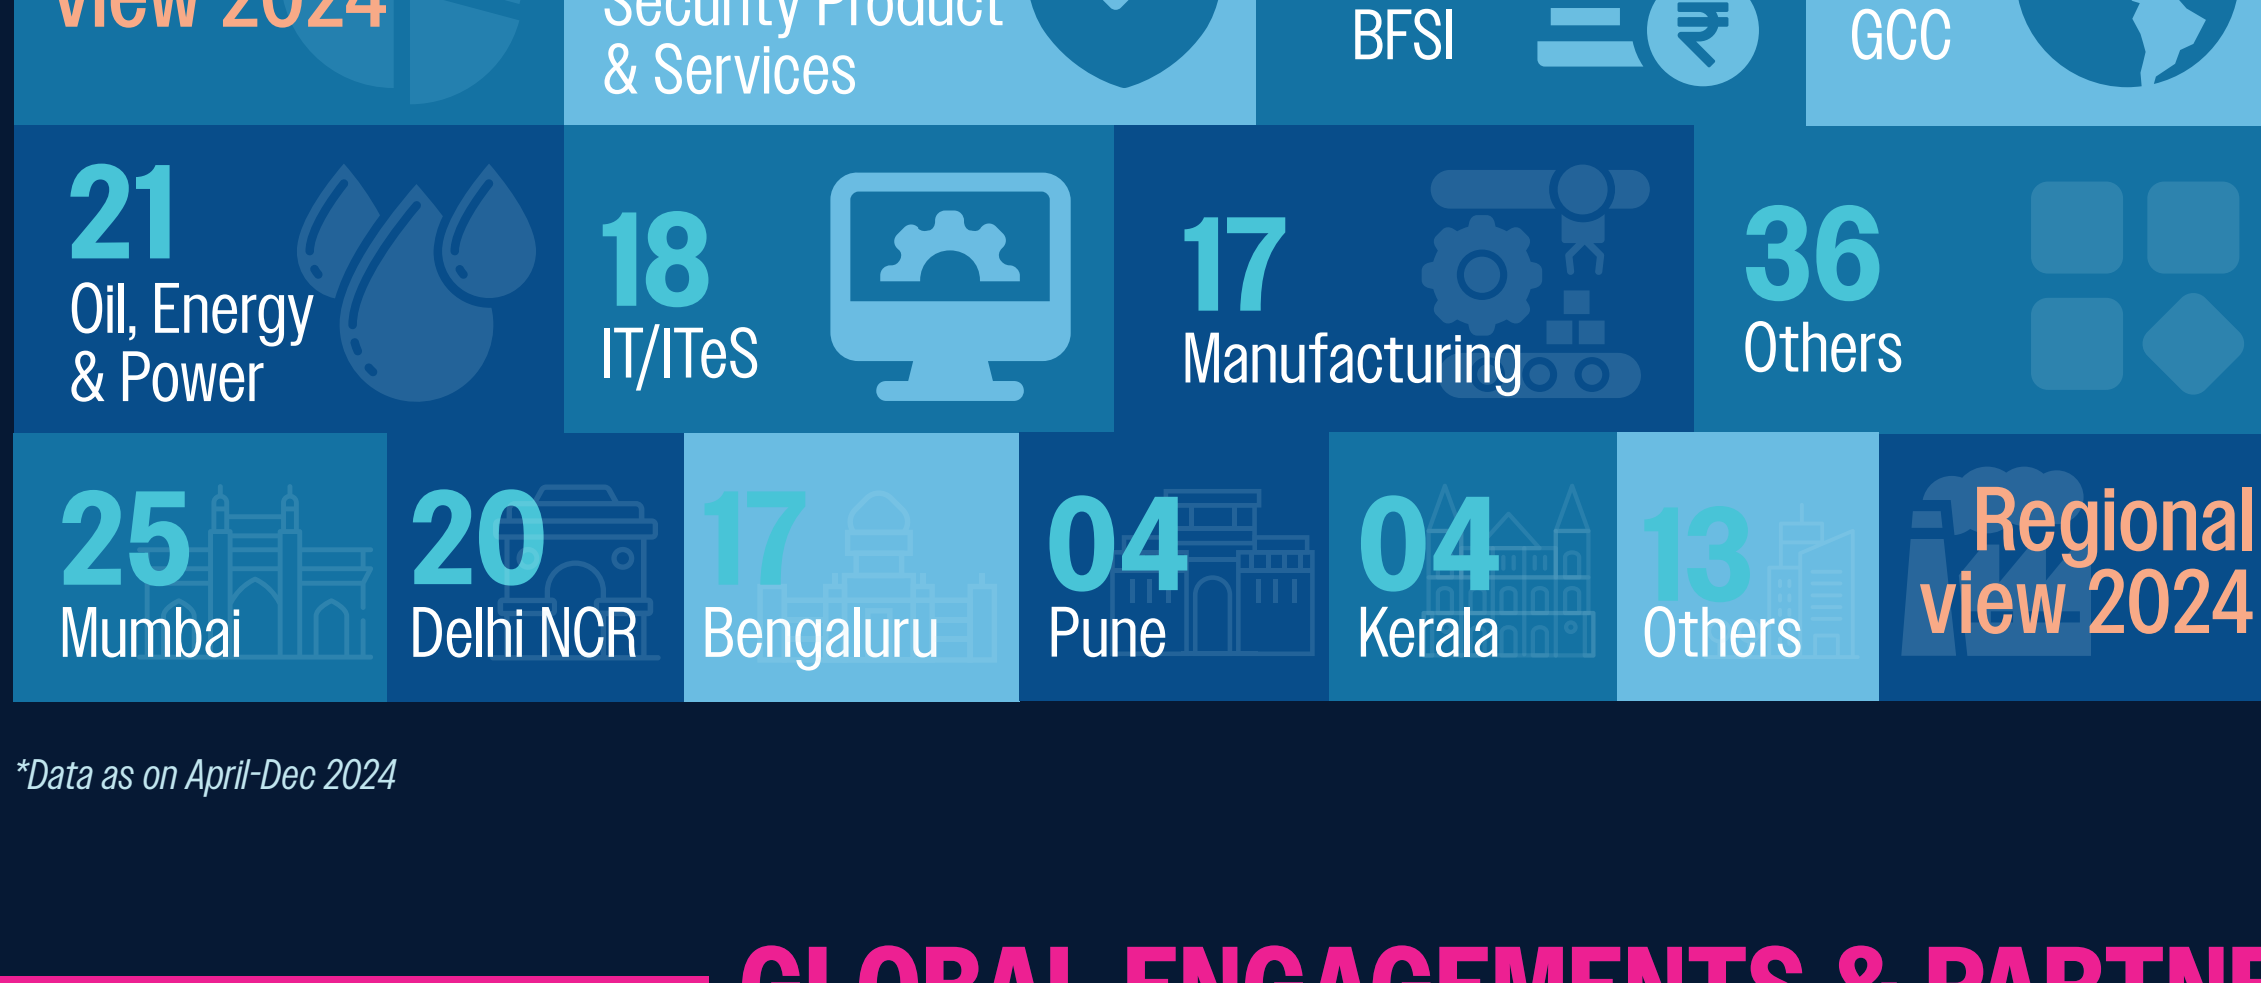 view 2024
Security Product
& Services
BFSI
GCC
21
Oil, Energy
& Power
18
IT/ITeS
17
Manufacturing
36
Others
25
Mumbai
20
Delhi NCR
17
Bengaluru
04
Pune
04
Kerala
13
Others
Regional
view 2024
*Data as on April-Dec 2024
GLOBAL ENGAGEMENTS & PARTNE